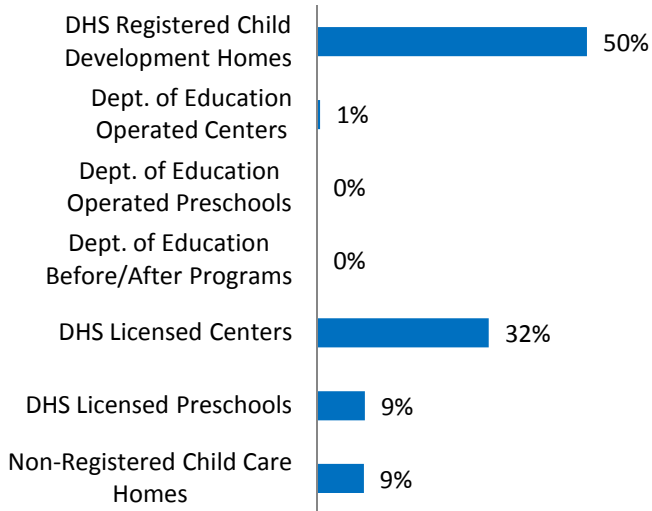 DHS Registered Child
Development Homes
50%
Dept. of Education
Operated Centers
1%
Dept. of Education
Operated Preschools
0%
Dept. of Education
Before/After Programs
0%
DHS Licensed Centers
32%
DHS Licensed Preschools
9%
Non-Registered Child Care
Homes
9%